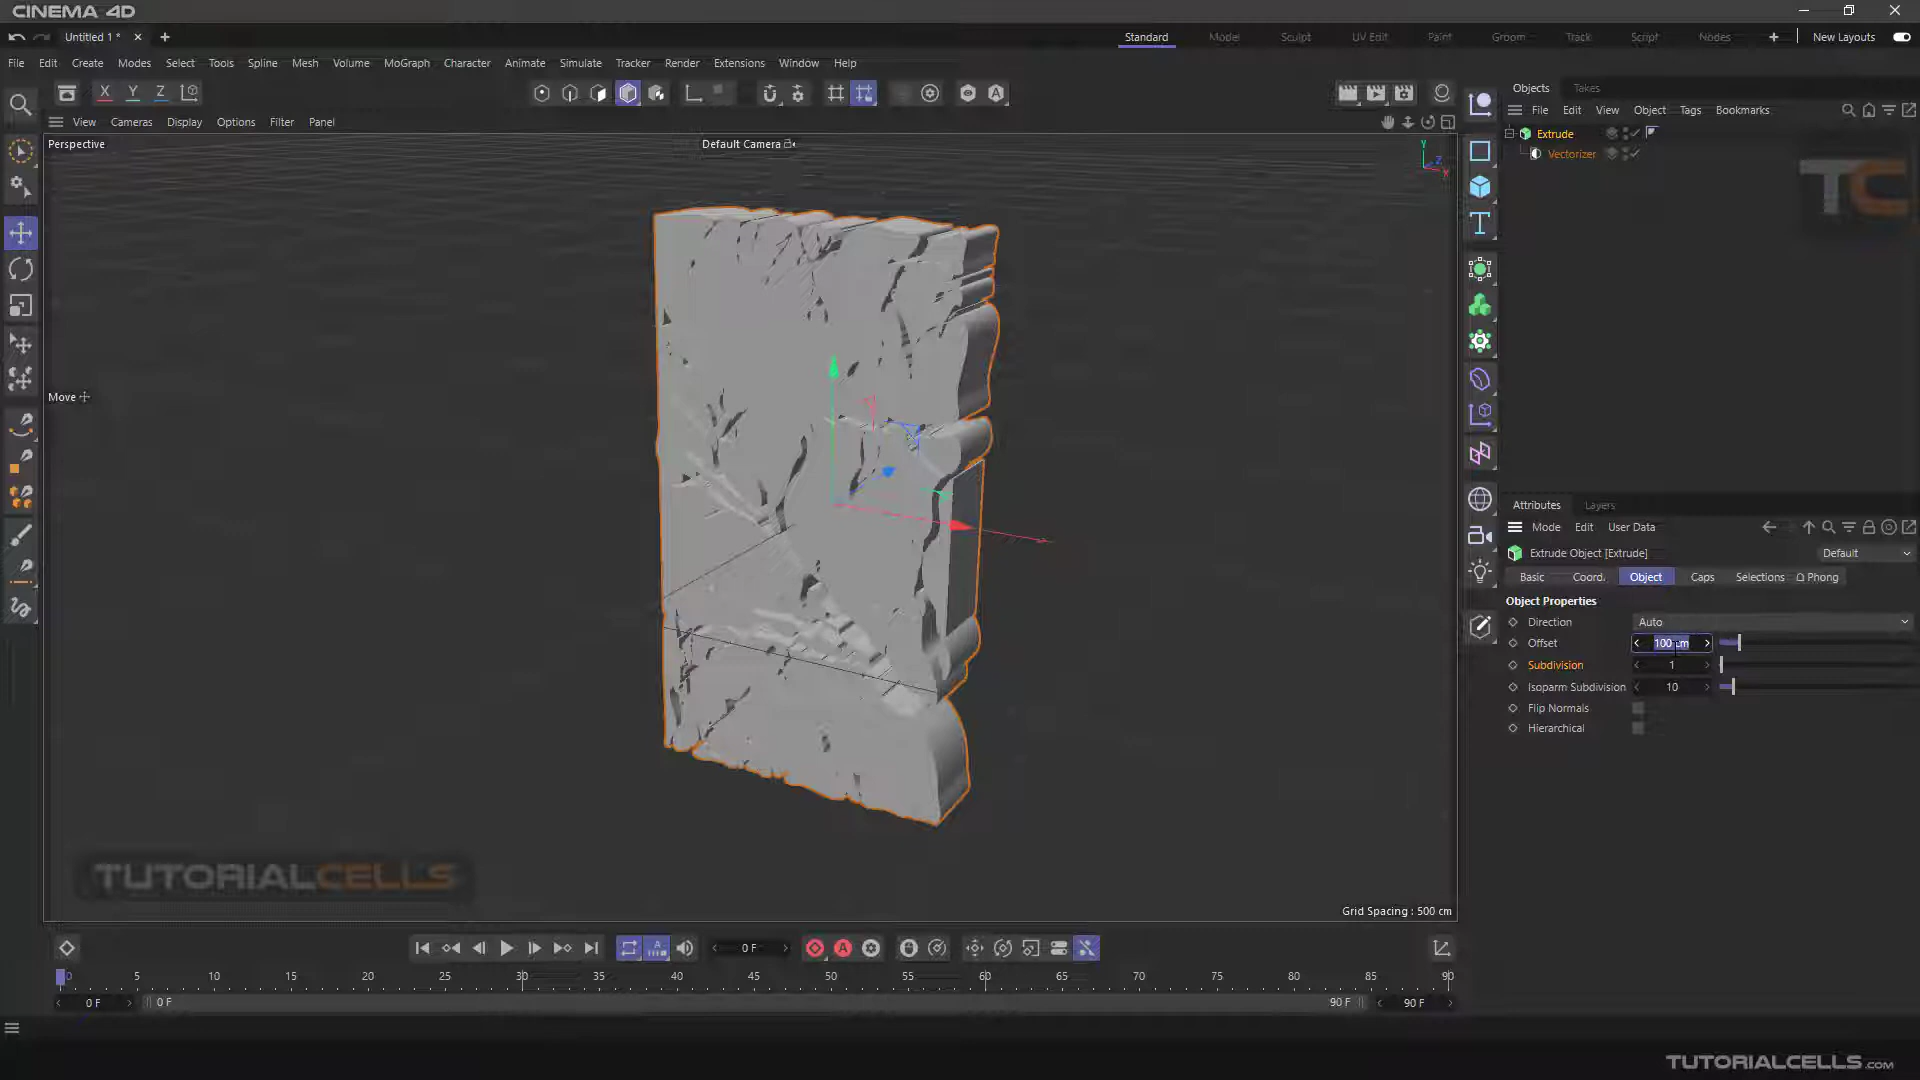 CINEMA 4D
Untitled 1 *
Standard Model Sculpt UV Edit Paint Groom Track Script Nodes New Layouts
File Edit Create Modes Select Tools Spline Mesh Volume MoGraph Character Animate Simulate Tracker Render Extensions Window Help
X Y Z
View Cameras Display Options Filter Panel
Perspective
Default Camera
Y
Z
X
Move
Objects Takes
File Edit View Object Tags Bookmarks
Extrude
Vectorizer
TC
Attributes Layers
Mode Edit User Data
Extrude Object [Extrude] Default
Basic Coord. Object Caps Selections Phong
Object Properties
Direction Auto
Offset 100 cm
Subdivision 1
Isoparm Subdivision 10
Flip Normals
Hierarchical
TUTORIALCELLS
Grid Spacing : 500 cm
0 F
0 5 10 15 20 25 30 35 40 45 50 55 60 65 70 75 80 85 90
0 F 0 F 90 F 90 F
TUTORIALCELLS.COM